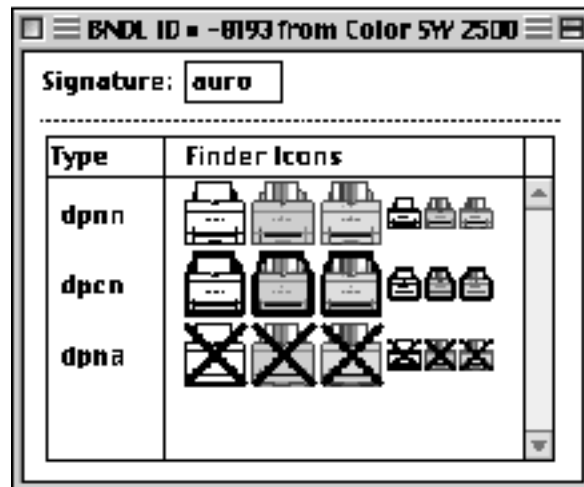 BNDL ID = -8193 from Color SW 2500
Signature: auro
Type Finder Icons
dpnn
dpcn
dpna